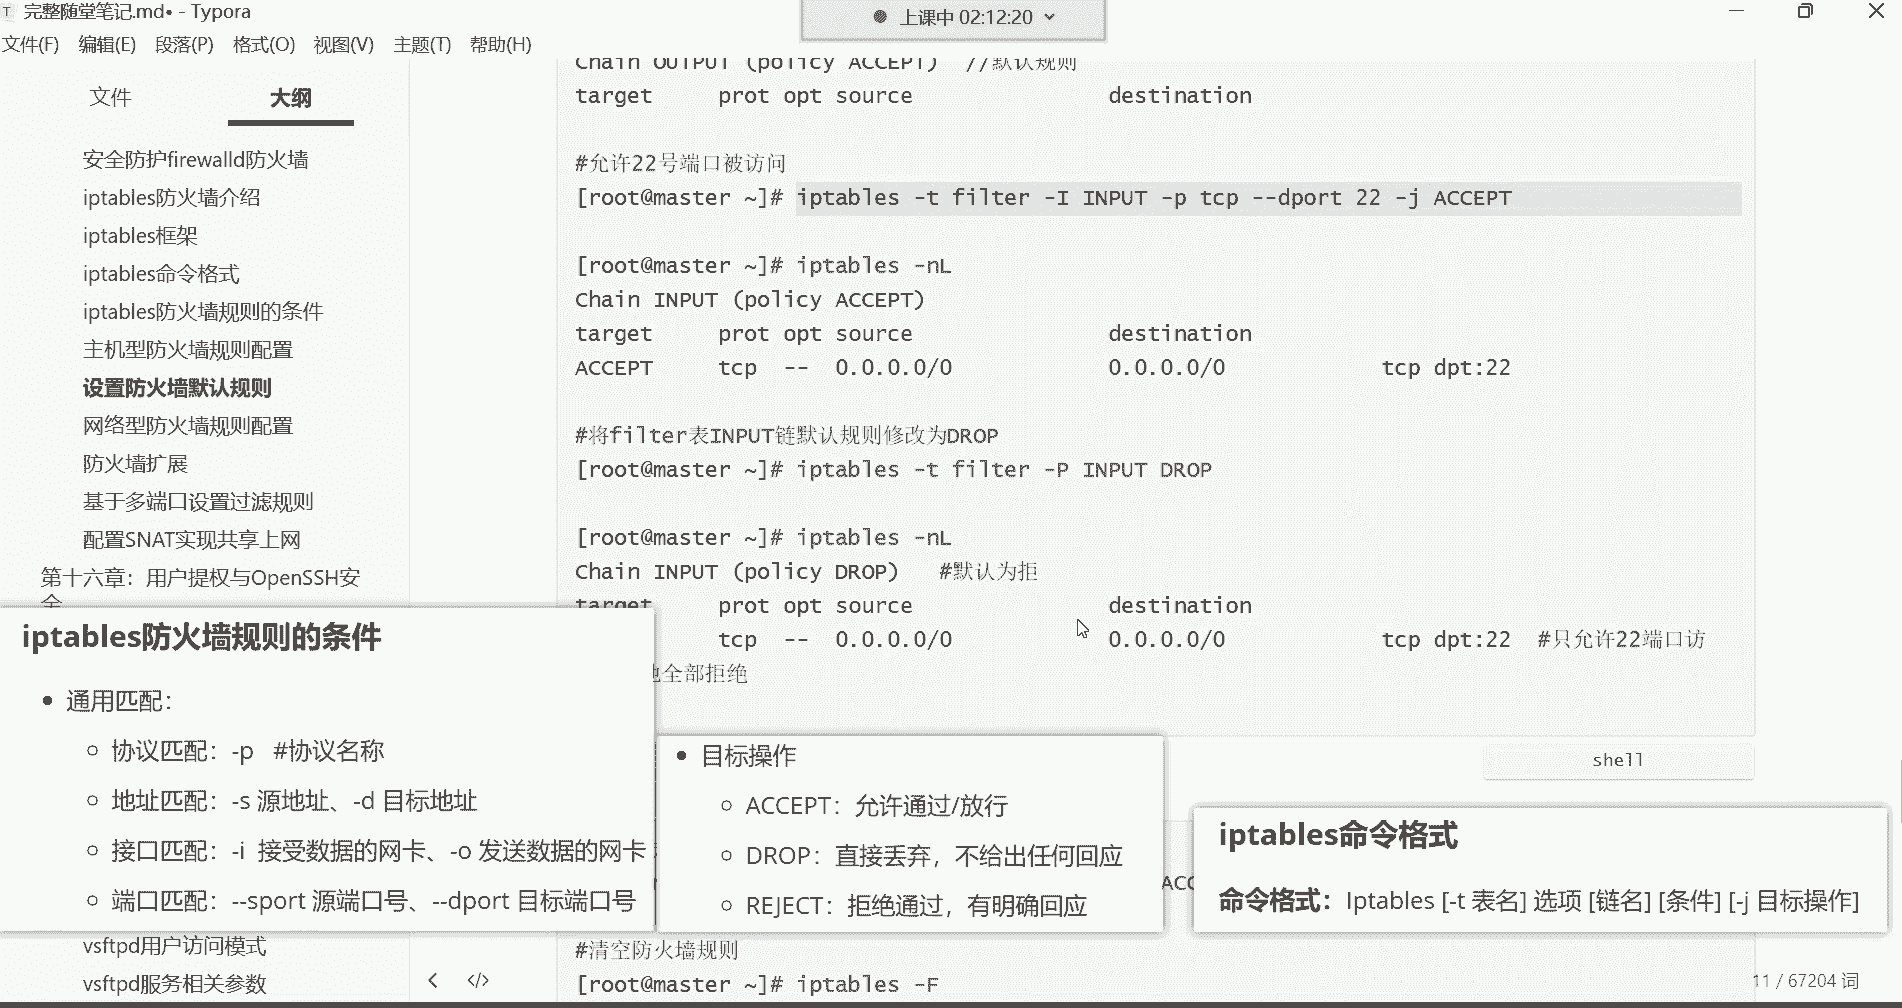 完整随堂笔记.md• - Typora
上课中 02:12:20
文件(F) 编辑(E) 段落(P) 格式(O) 视图(V) 主题(T) 帮助(H)
文件 大纲
安全防护firewalld防火墙
iptables防火墙介绍
iptables框架
iptables命令格式
iptables防火墙规则的条件
主机型防火墙规则配置
设置防火墙默认规则
网络型防火墙规则配置
防火墙扩展
基于多端口设置过滤规则
配置SNAT实现共享上网
第十六章：用户提权与OpenSSH安
全
vsftpd用户访问模式
vsftpd服务相关参数
Chain OUTPUT (policy ACCEPT) //默认规则
target prot opt source destination
#允许22号端口被访问
[root@master ~]# iptables -t filter -I INPUT -p tcp --dport 22 -j ACCEPT
[root@master ~]# iptables -nL
Chain INPUT (policy ACCEPT)
target prot opt source destination
ACCEPT tcp -- 0.0.0.0/0 0.0.0.0/0 tcp dpt:22
#将filter表INPUT链默认规则修改为DROP
[root@master ~]# iptables -t filter -P INPUT DROP
[root@master ~]# iptables -nL
Chain INPUT (policy DROP) #默认为拒
target prot opt source destination
tcp -- 0.0.0.0/0 0.0.0.0/0 tcp dpt:22 #只允许22端口访
全部拒绝
shell
iptables防火墙规则的条件
• 通用匹配：
○ 协议匹配：-p #协议名称
○ 地址匹配：-s 源地址、-d 目标地址
○ 接口匹配：-i 接受数据的网卡、-o 发送数据的网卡
○ 端口匹配：--sport 源端口号、--dport 目标端口号
• 目标操作
○ ACCEPT：允许通过/放行
○ DROP：直接丢弃，不给出任何回应
○ REJECT：拒绝通过，有明确回应
iptables命令格式
命令格式：Iptables [-t 表名] 选项 [链名] [条件] [-j 目标操作]
#清空防火墙规则
[root@master ~]# iptables -F
11 / 67204 词